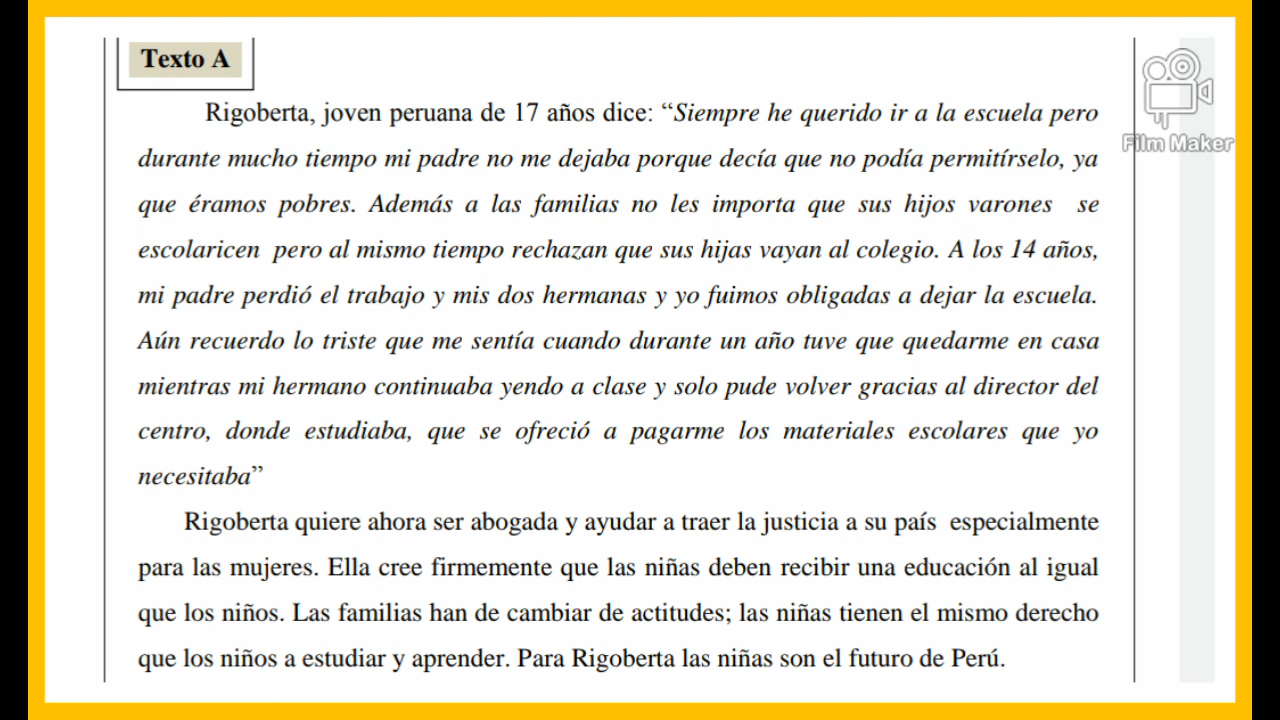 Texto A
Rigoberta, joven peruana de 17 años dice: “Siempre he querido ir a la escuela pero
durante mucho tiempo mi padre no me dejaba porque decía que no podía permitírselo, ya
que éramos pobres. Además a las familias no les importa que sus hijos varones se
escolaricen pero al mismo tiempo rechazan que sus hijas vayan al colegio. A los 14 años,
mi padre perdió el trabajo y mis dos hermanas y yo fuimos obligadas a dejar la escuela.
Aún recuerdo lo triste que me sentía cuando durante un año tuve que quedarme en casa
mientras mi hermano continuaba yendo a clase y solo pude volver gracias al director del
centro, donde estudiaba, que se ofreció a pagarme los materiales escolares que yo
necesitaba”
Rigoberta quiere ahora ser abogada y ayudar a traer la justicia a su país especialmente
para las mujeres. Ella cree firmemente que las niñas deben recibir una educación al igual
que los niños. Las familias han de cambiar de actitudes; las niñas tienen el mismo derecho
que los niños a estudiar y aprender. Para Rigoberta las niñas son el futuro de Perú.
Film Maker